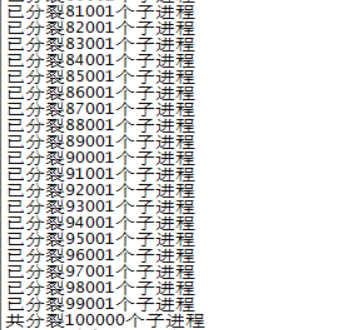 已分裂81001个子进程
已分裂82001个子进程
已分裂83001个子进程
已分裂84001个子进程
已分裂85001个子进程
已分裂86001个子进程
已分裂87001个子进程
已分裂88001个子进程
已分裂89001个子进程
已分裂90001个子进程
已分裂91001个子进程
已分裂92001个子进程
已分裂93001个子进程
已分裂94001个子进程
已分裂95001个子进程
已分裂96001个子进程
已分裂97001个子进程
已分裂98001个子进程
已分裂99001个子进程
共分裂100000个子进程